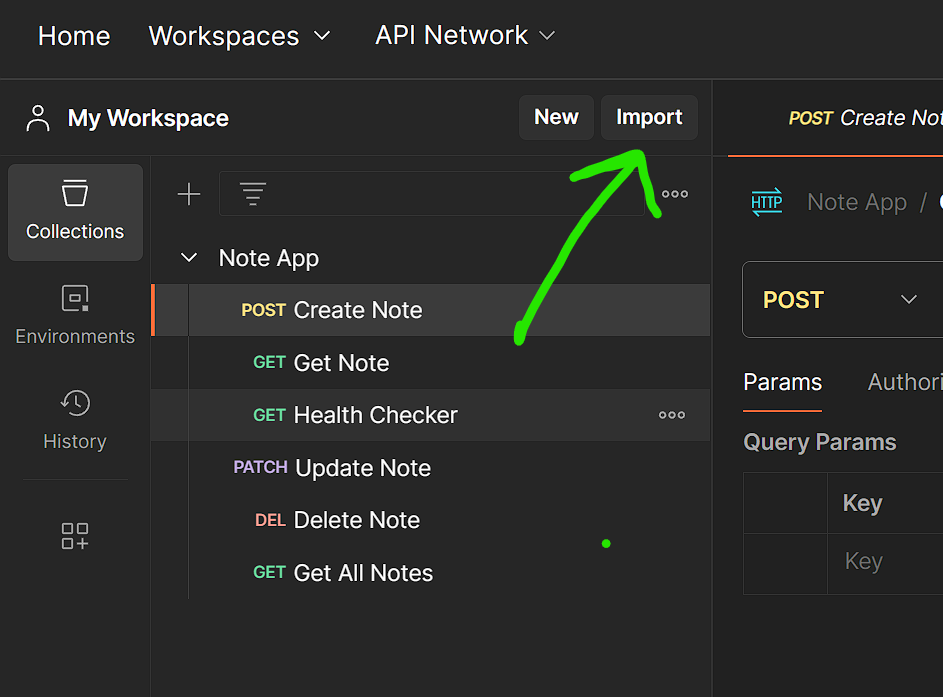 Home Workspaces API Network
My Workspace New Import POST Create Not
Collections
Environments
History
Note App
POST Create Note
GET Get Note
GET Health Checker
PATCH Update Note
DEL Delete Note
GET Get All Notes
HTTP Note App /
POST
Params Authori
Query Params
Key
Key